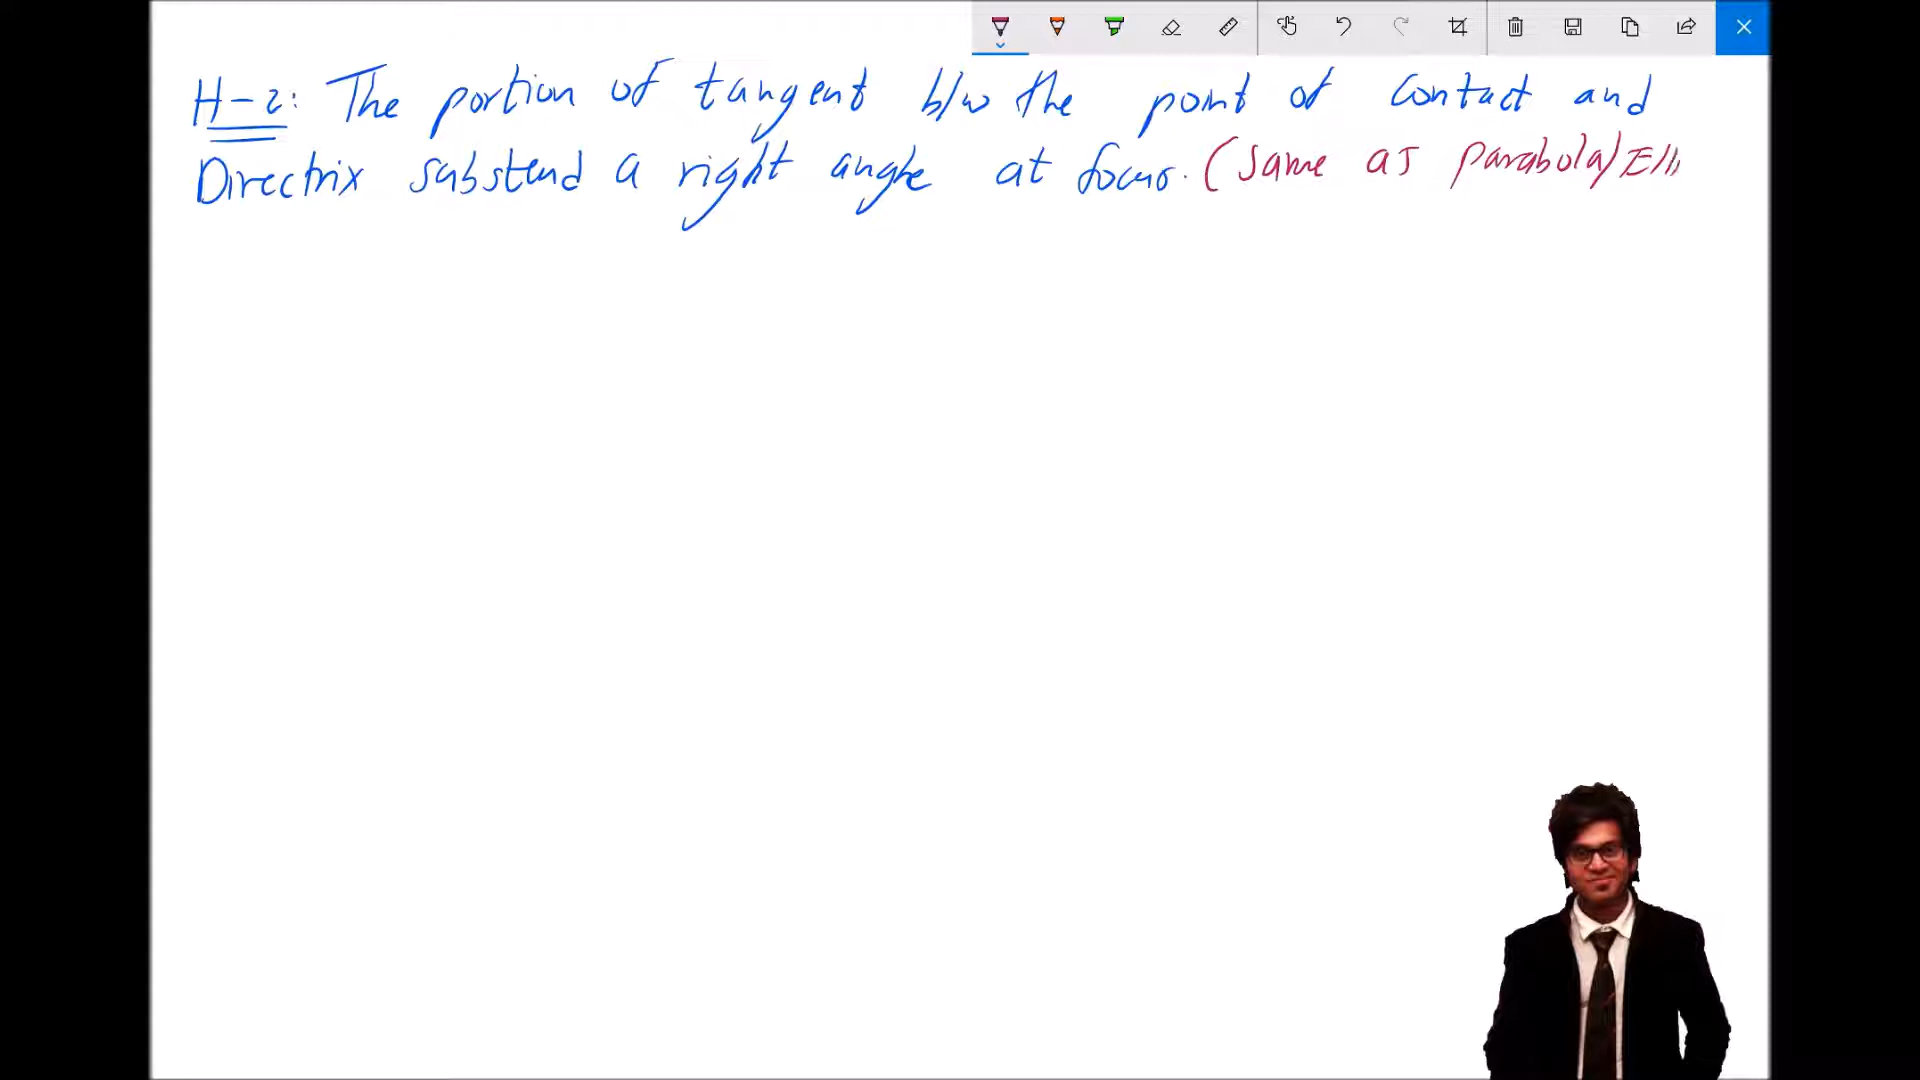 H-2: The portion of tangent b/w the point of contact and
Directrix substend a right angle at focus. (Same as parabola/Elli